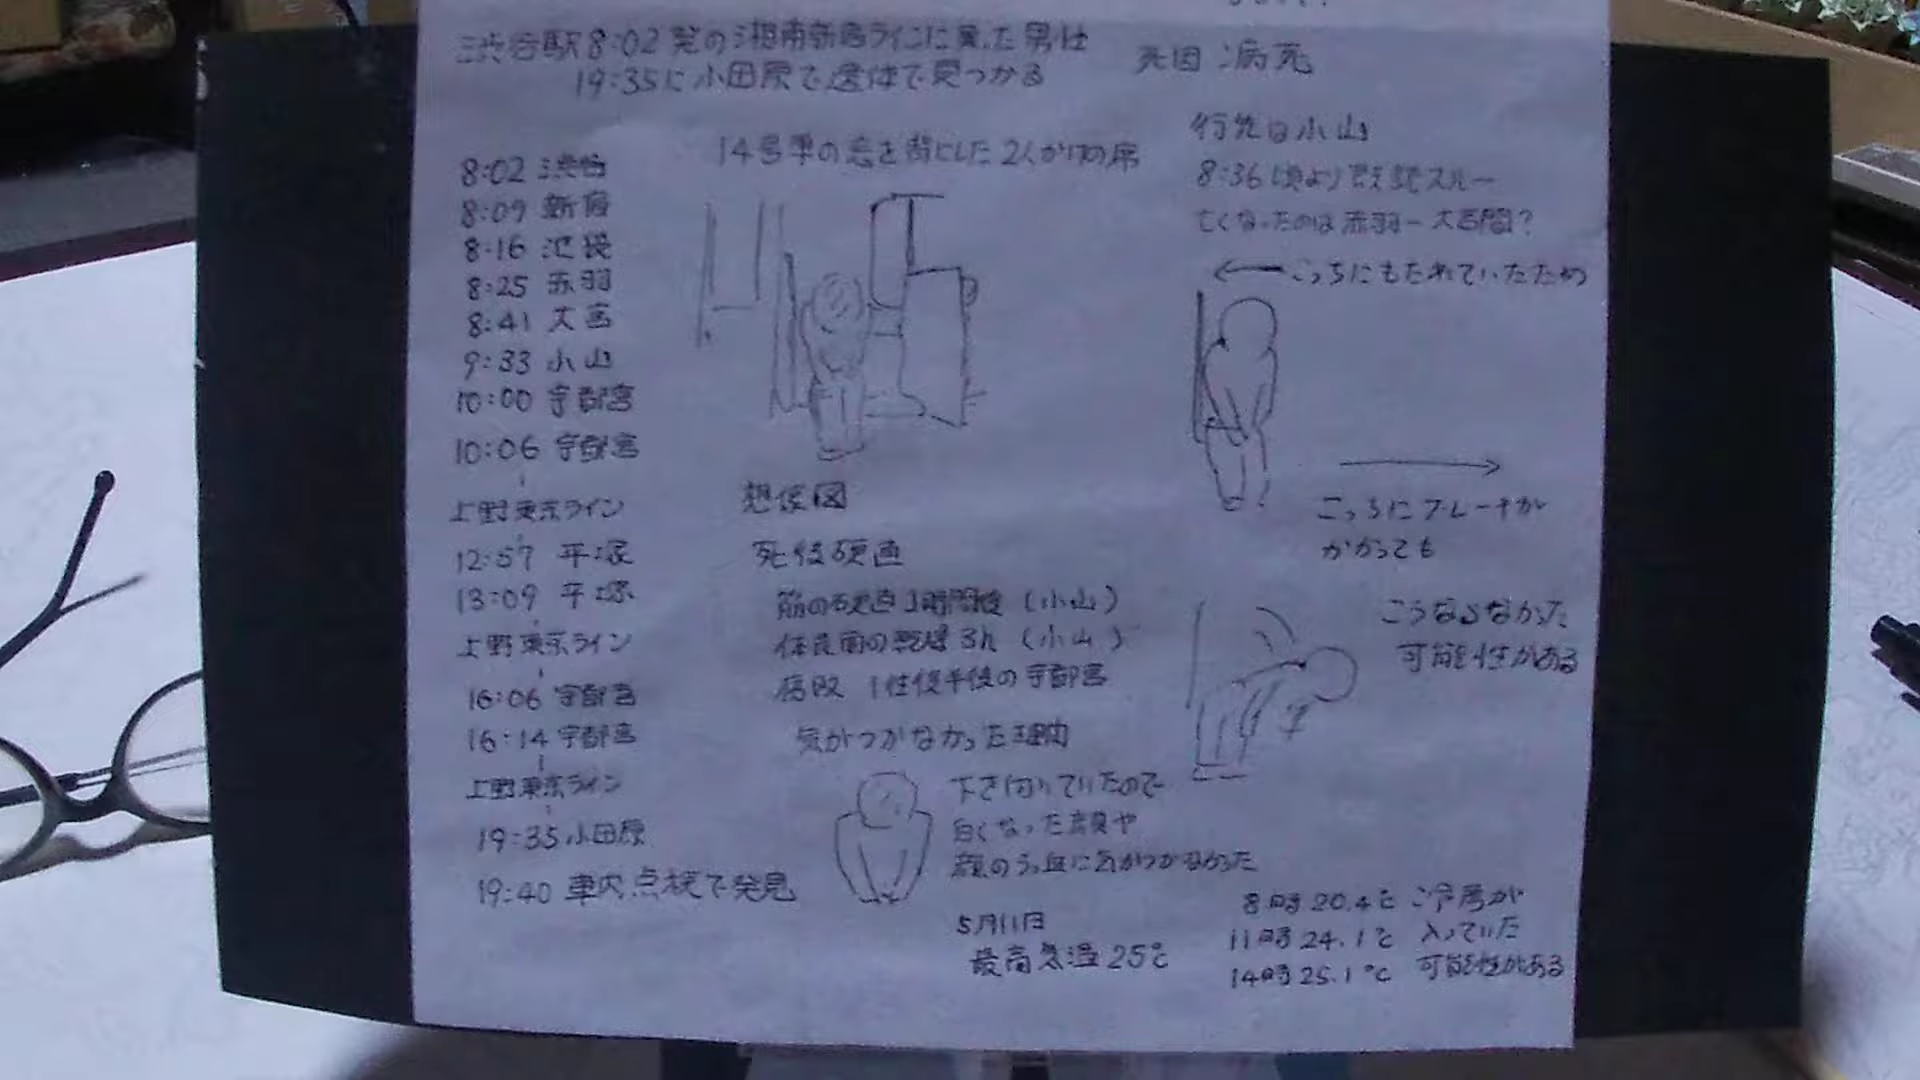 渋谷駅8:02発の湘南新宿ラインに乗った男性
19:35に小田原で遺体で見つかる
死因:病死
8:02 渋谷
8:09 新宿
8:16 池袋
8:25 赤羽
8:41 大宮
9:33 小山
10:00 宇都宮
10:06 宇都宮
上野東京ライン
12:57 平塚
13:09 平塚
上野東京ライン
16:06 宇都宮
16:14 宇都宮
上野東京ライン
19:35 小田原
19:40 車内点検で発見
14号車の窓を背にした2人がけの席
想像図
死後硬直
筋の硬直1時間後(小山)
体表面の乾燥3h(小山)
腐敗 1往復半後の宇都宮
気がつかなかった理由
下を向いていたので
白くなった顔や
顔のうっ血に気がつかなかった
5月11日
最高気温25℃
行先は小山
8:36頃より既読スルー
亡くなったのは赤羽ー大宮間?
←こっちにもたれていたため
こっちにブレーキが
かかっても
こうならなかった
可能性がある
8時20.4℃
11時24.1℃
14時25.1℃
冷房が
入っていた
可能性がある